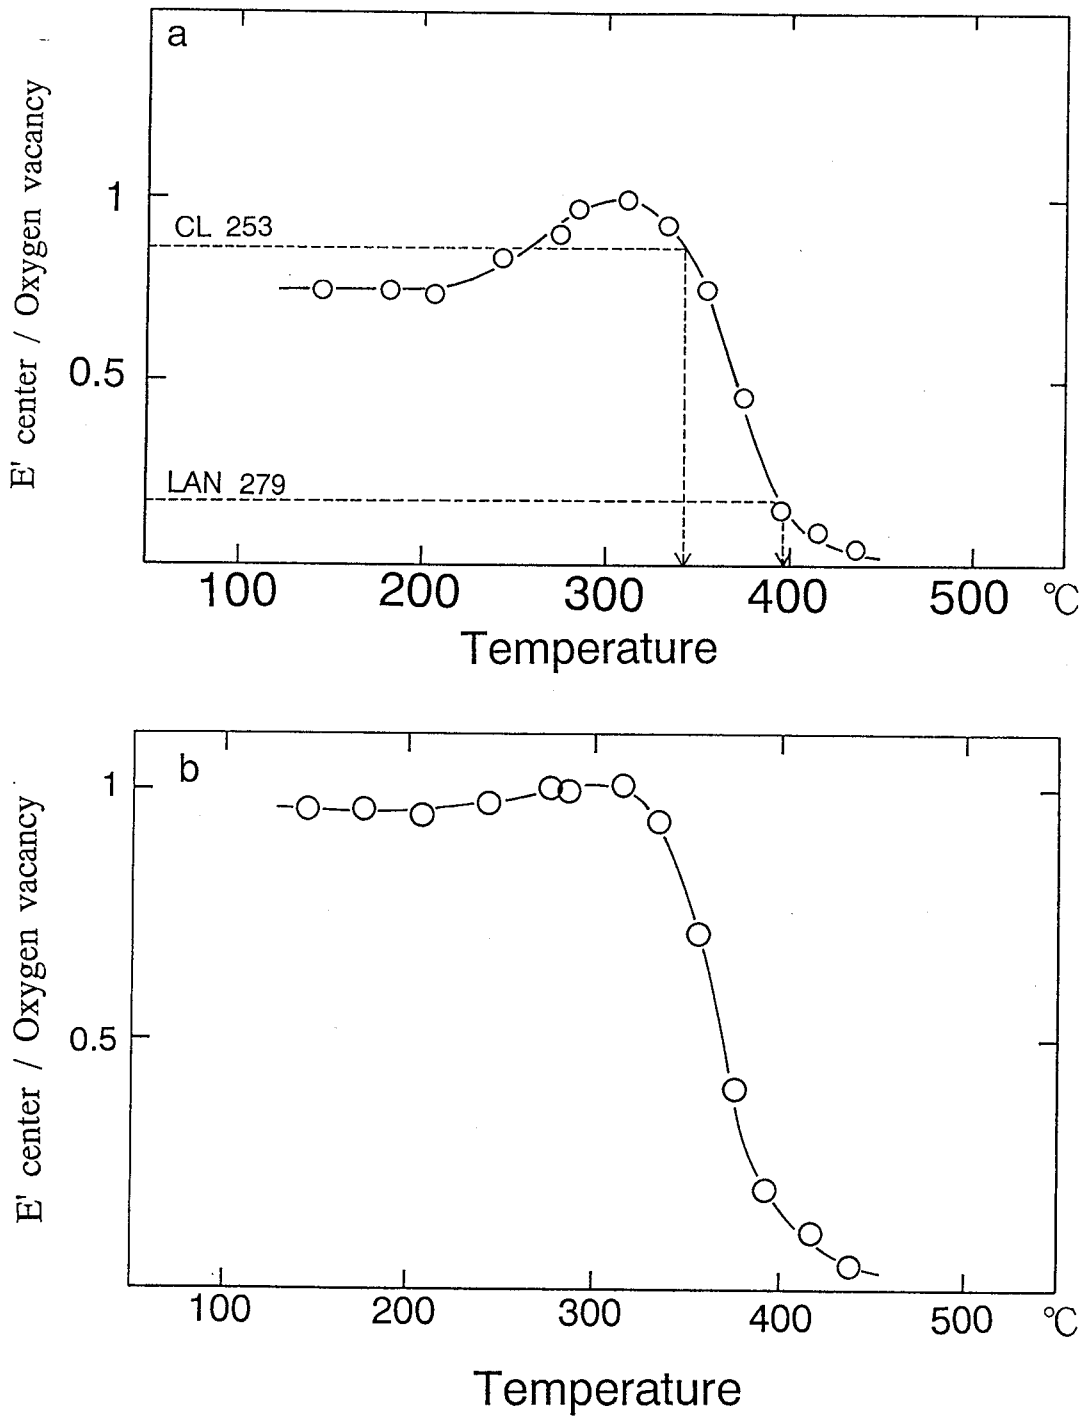 a
E' center / Oxygen vacancy
1
CL 253
0.5
LAN 279
100 200 300 400 500 °C
Temperature
b
E' center / Oxygen vacancy
1
0.5
100 200 300 400 500 °C
Temperature